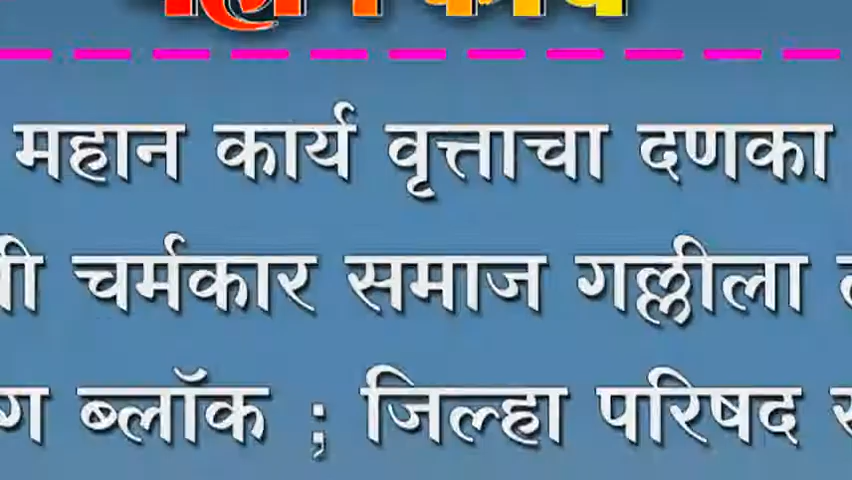 महान कार्य वृत्ताचा दणका
चर्मकार समाज गल्लीला
ब्लॉक ; जिल्हा परिषद